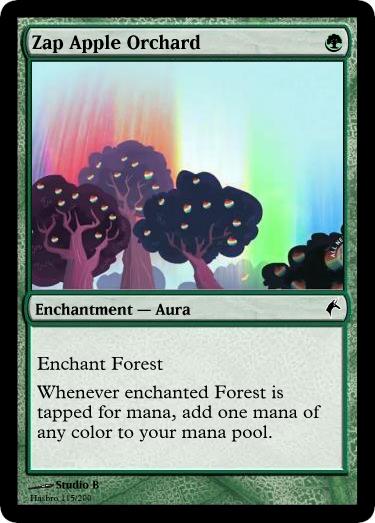 Zap Apple Orchard
Enchantment — Aura
Enchant Forest
Whenever enchanted Forest is
tapped for mana, add one mana of
any color to your mana pool.
Studio B
Hasbro 115/200